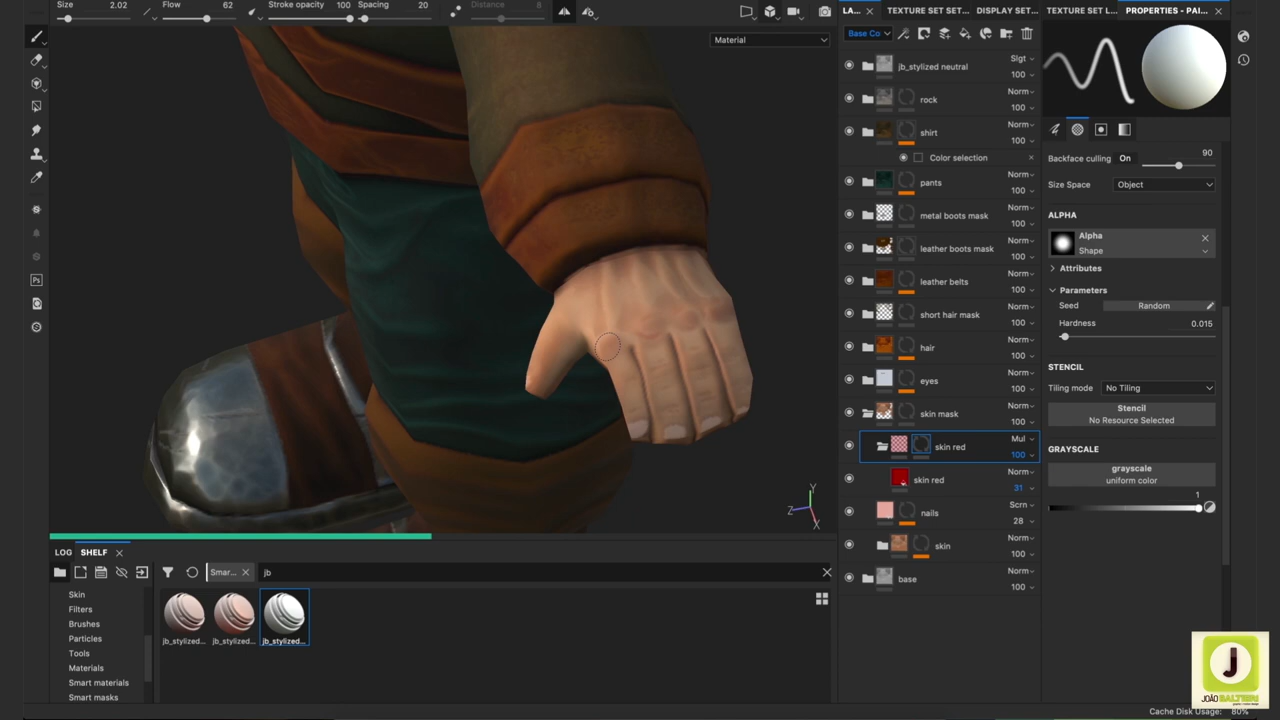 Size 2.02 Flow 62 Stroke opacity 100 Spacing 20 Distance 8
Material
LA...
TEXTURE SET SET...
DISPLAY SET...
TEXTURE SET L...
PROPERTIES - PAI...
Base Co
jb_stylized neutral Slgt 100
rock Norm 100
shirt Norm 100
Color selection
pants Norm 100
metal boots mask Norm 100
leather boots mask Norm 100
leather belts Norm 100
short hair mask Norm 100
hair Norm 100
eyes Norm 100
skin mask Norm 100
skin red Mul 100
skin red Norm 31
nails Scrn 28
skin Norm 100
base Norm 100
Backface culling On 90
Size Space Object
ALPHA
Alpha
Shape
Attributes
Parameters
Seed Random
Hardness 0.015
STENCIL
Tiling mode No Tiling
Stencil
No Resource Selected
GRAYSCALE
grayscale
uniform color
1
Ps
Y
Z
X
LOG SHELF
Smar... jb
Skin
Filters
Brushes
Particles
Tools
Materials
Smart materials
Smart masks
jb_stylized... jb_stylized... jb_stylized...
J
JOÃO BALTIERI
Cache Disk Usage: 80%